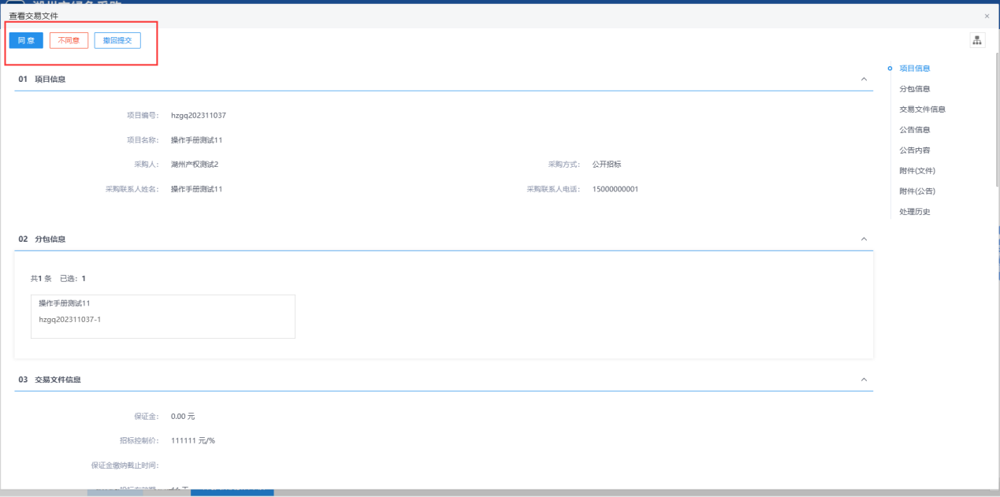 查看交易文件
×
同意 不同意 撤回提交
01 项目信息
项目编号： hzgq202311037
项目名称： 操作手册测试11
采购人： 湖州产权测试2 采购方式： 公开招标
采购联系人姓名： 操作手册测试11 采购联系人电话： 15000000001
02 分包信息
共1 条 已选：1
操作手册测试11
hzgq202311037-1
03 交易文件信息
保证金： 0.00 元
招标控制价： 111111 元/%
保证金缴纳截止时间：
项目信息
分包信息
交易文件信息
公告信息
公告内容
附件(文件)
附件(公告)
处理历史